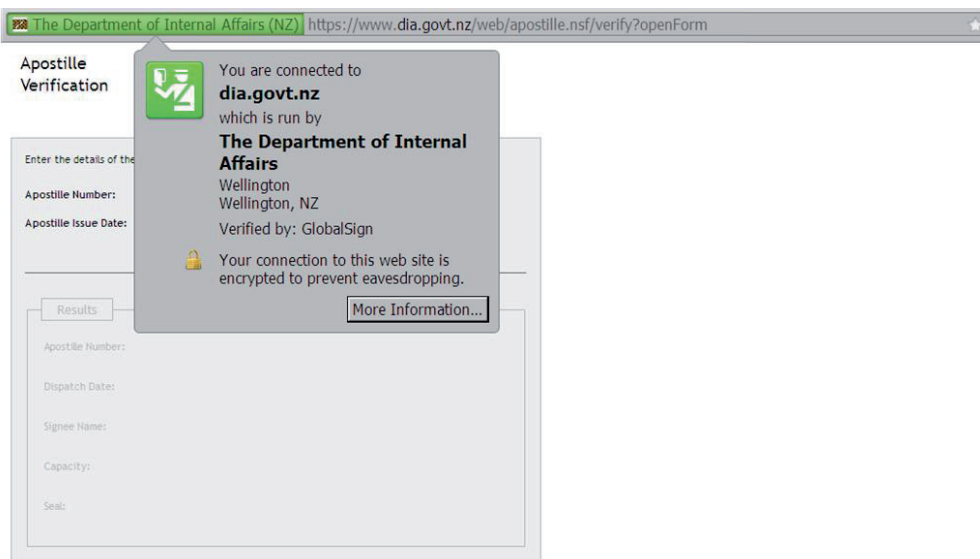 The Department of Internal Affairs (NZ) https://www.dia.govt.nz/web/apostille.nsf/verify?openForm
Apostille
Verification
You are connected to
dia.govt.nz
which is run by
The Department of Internal
Affairs
Wellington
Wellington, NZ
Verified by: GlobalSign
Your connection to this web site is
encrypted to prevent eavesdropping.
More Information...
Enter the details of the
Apostille Number:
Apostille Issue Date:
Results
Apostille Number:
Dispatch Date:
Signee Name:
Capacity:
Seal: